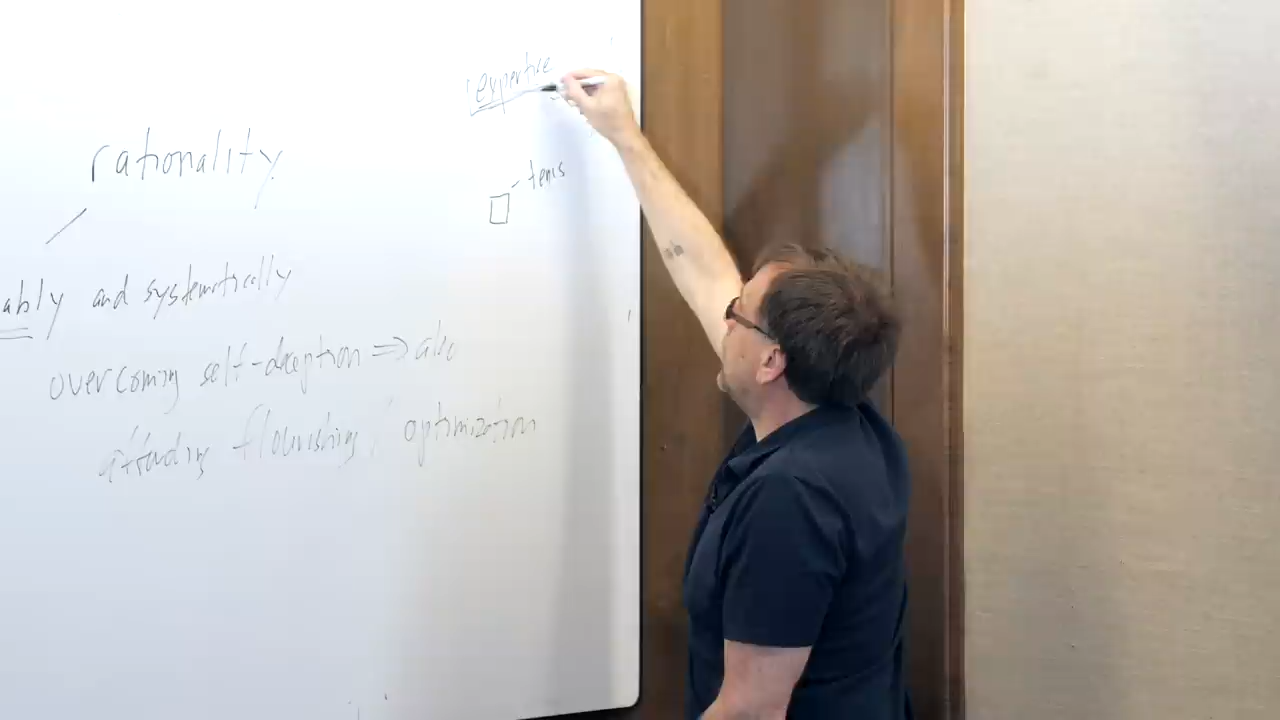 expertise
rationality
tenis
ably and systematically
overcoming self-deception => also
affording flourishing / optimization